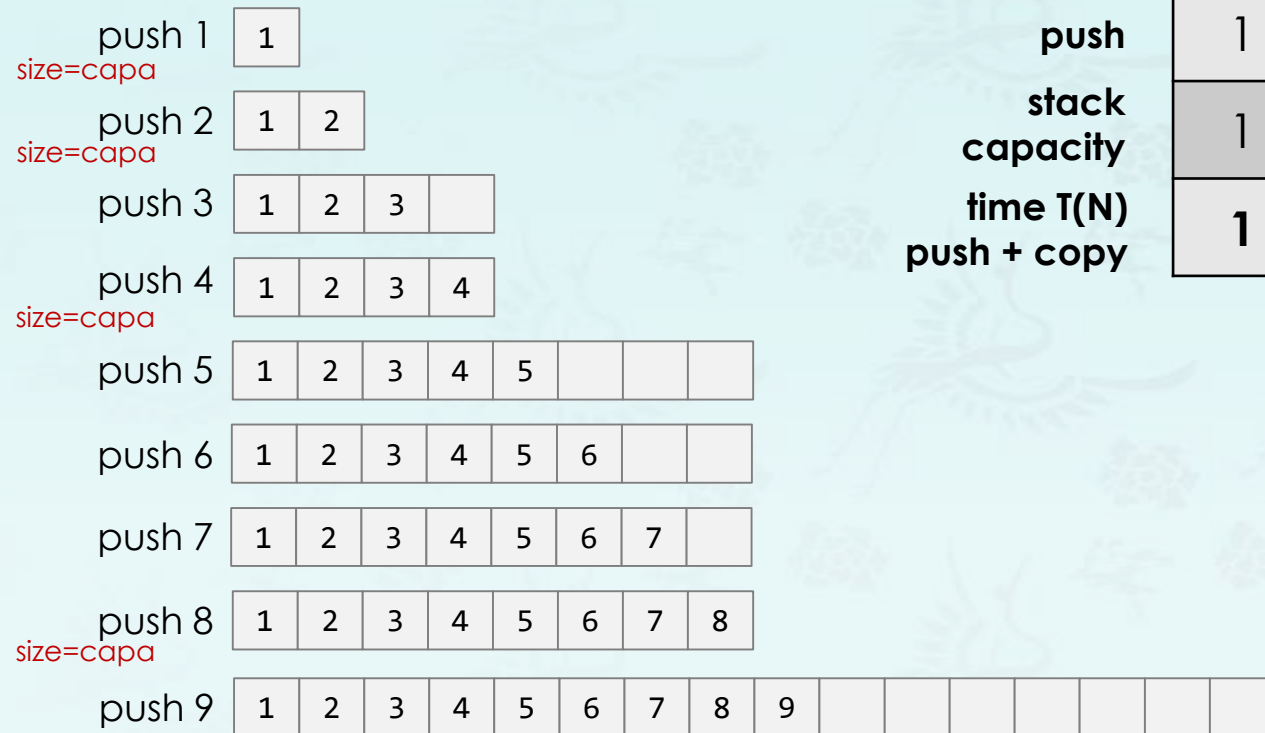 push 1 1
size=capa
push 2 1 2
size=capa
push 3 1 2 3
push 4 1 2 3 4
size=capa
push 5 1 2 3 4 5
push 6 1 2 3 4 5 6
push 7 1 2 3 4 5 6 7
push 8 1 2 3 4 5 6 7 8
size=capa
push 9 1 2 3 4 5 6 7 8 9
push 1
stack
capacity 1
time T(N)
push + copy 1